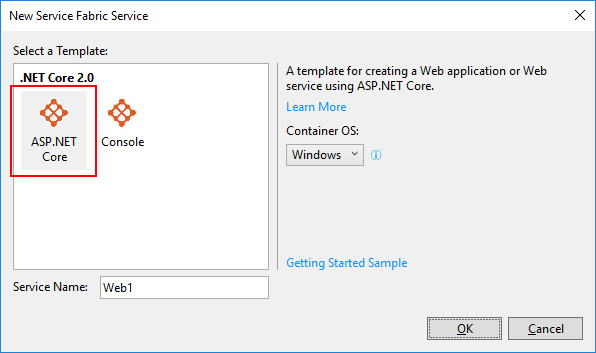 New Service Fabric Service
Select a Template:
.NET Core 2.0
ASP.NET
Core
Console
A template for creating a Web application or Web
service using ASP.NET Core.
Learn More
Container OS:
Windows
Getting Started Sample
Service Name:
Web1
OK
Cancel